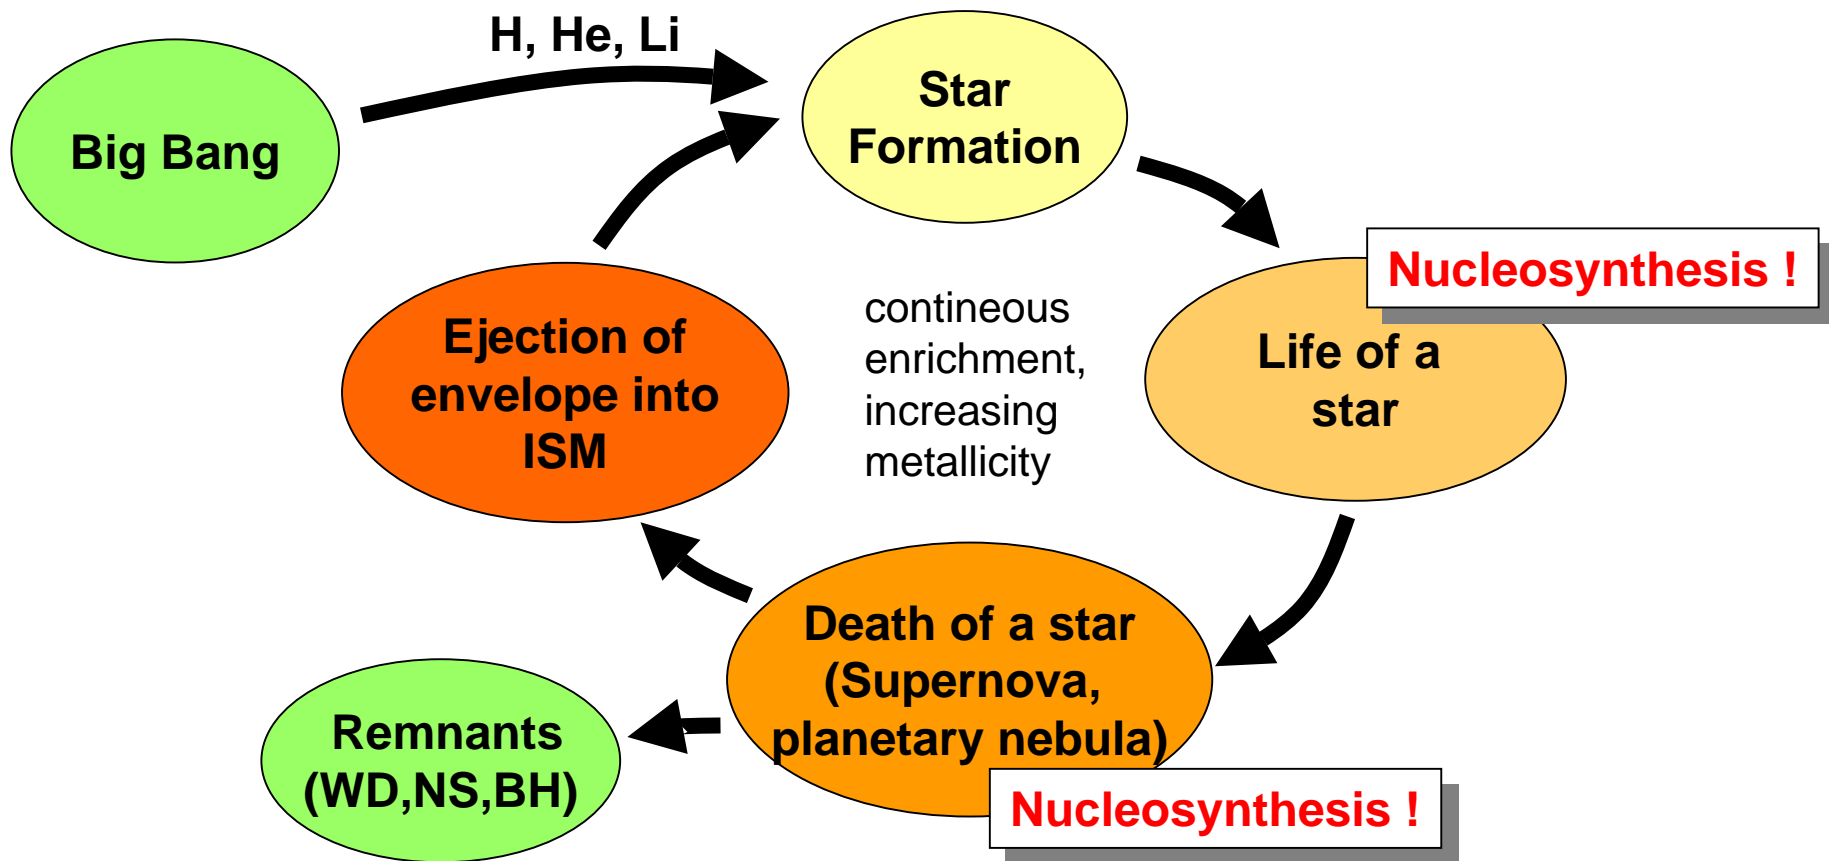 H, He, Li
Big Bang
Star
Formation
Nucleosynthesis !
Life of a
star
contineous
enrichment,
increasing
metallicity
Ejection of
envelope into
ISM
Death of a star
(Supernova,
planetary nebula)
Nucleosynthesis !
Remnants
(WD,NS,BH)